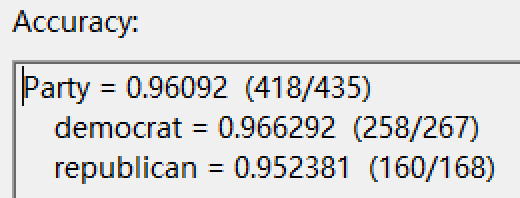 Accuracy:
Party = 0.96092 (418/435)
democrat = 0.966292 (258/267)
republican = 0.952381 (160/168)